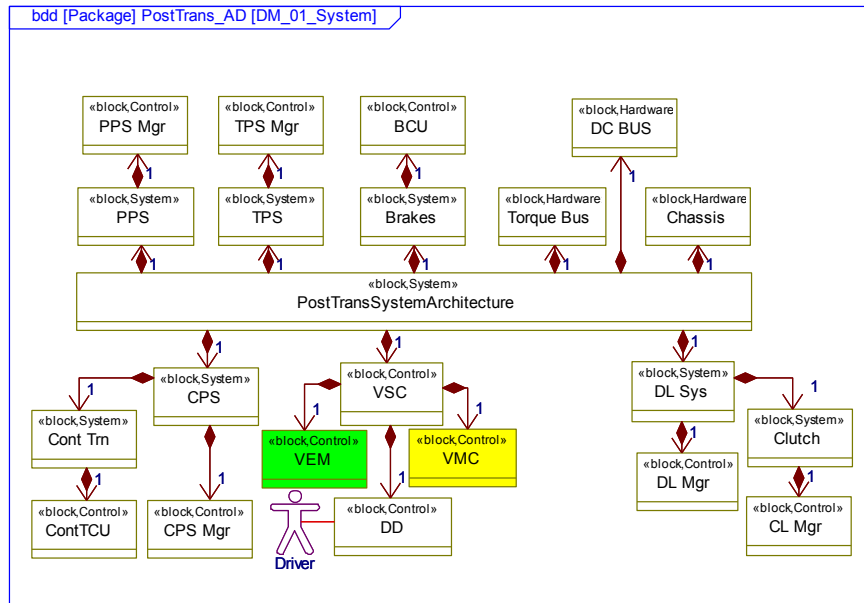 bdd [Package] PostTrans_AD [DM_01_System]
«block,Control»
PPS Mgr
«block,Control»
TPS Mgr
«block,Control»
BCU
«block,Hardware
DC BUS
1
1
1
1
«block,System»
PPS
«block,System»
TPS
«block,System»
Brakes
«block,Hardware
Torque Bus
«block,Hardware
Chassis
1
1
1
1
1
«block,System»
PostTransSystemArchitecture
1
1
1
«block,System»
CPS
«block,Control»
VSC
«block,System»
DL Sys
1
1
1
1
«block,System»
Cont Trn
«block,Control»
VEM
«block,Control»
VMC
«block,System»
Clutch
1
1
1
1
1
«block,Control»
DL Mgr
«block,Control»
ContTCU
«block,Control»
CPS Mgr
«block,Control»
DD
«block,Control»
CL Mgr
Driver